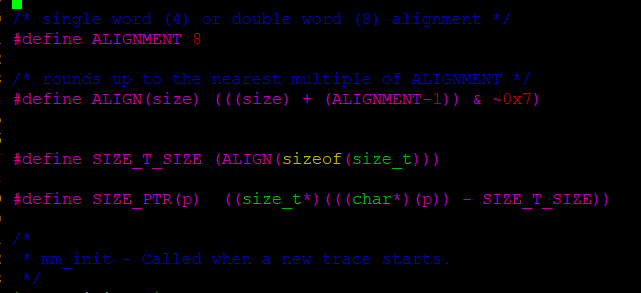 /* single word (4) or double word (8) alignment */
#define ALIGNMENT 8
/* rounds up to the nearest multiple of ALIGNMENT */
#define ALIGN(size) (((size) + (ALIGNMENT-1)) & ~0x7)
#define SIZE_T_SIZE (ALIGN(sizeof(size_t)))
#define SIZE_PTR(p)  ((size_t*)(((char*)(p)) - SIZE_T_SIZE))
/*
 * mm_init - Called when a new trace starts.
 */